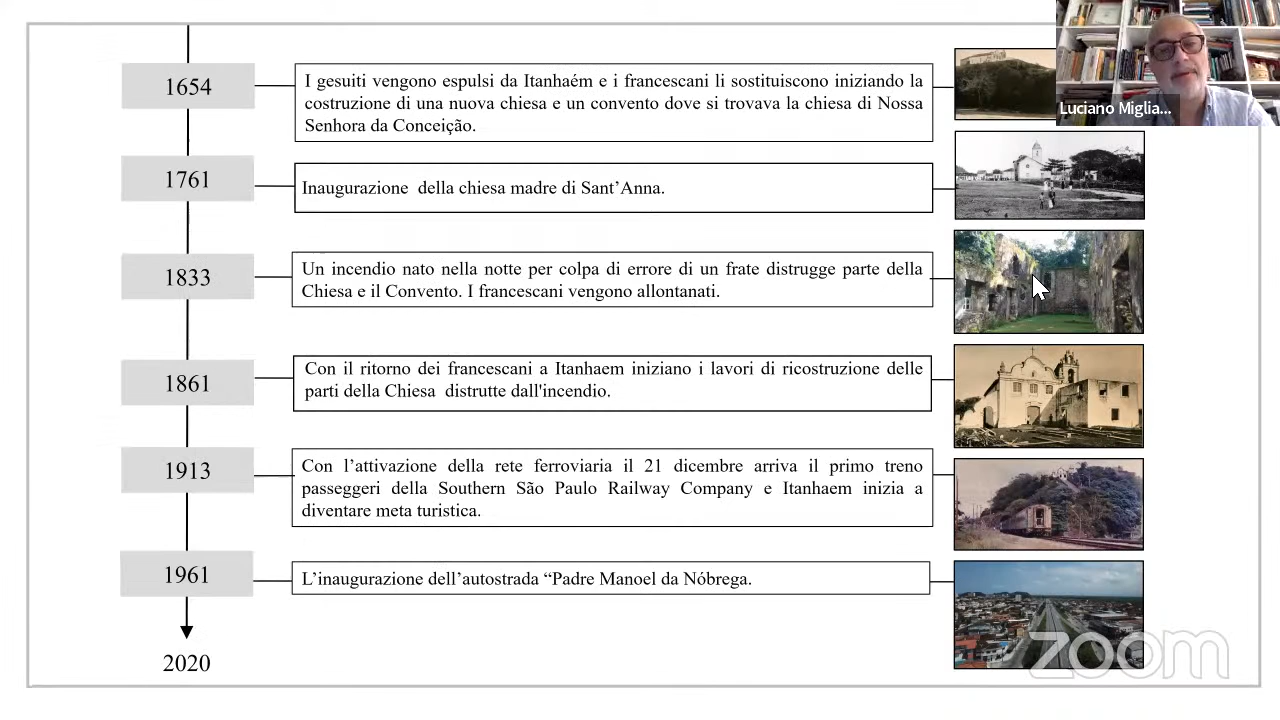 Luciano Miglia...
1654
I gesuiti vengono espulsi da Itanhaém e i francescani li sostituiscono iniziando la
costruzione di una nuova chiesa e un convento dove si trovava la chiesa di Nossa
Senhora da Conceição.
1761
Inaugurazione della chiesa madre di Sant’Anna.
1833
Un incendio nato nella notte per colpa di errore di un frate distrugge parte della
Chiesa e il Convento. I francescani vengono allontanati.
1861
Con il ritorno dei francescani a Itanhaem iniziano i lavori di ricostruzione delle
parti della Chiesa distrutte dall'incendio.
1913
Con l’attivazione della rete ferroviaria il 21 dicembre arriva il primo treno
passeggeri della Southern São Paulo Railway Company e Itanhaem inizia a
diventare meta turistica.
1961
L’inaugurazione dell’autostrada “Padre Manoel da Nóbrega.
2020
zoom